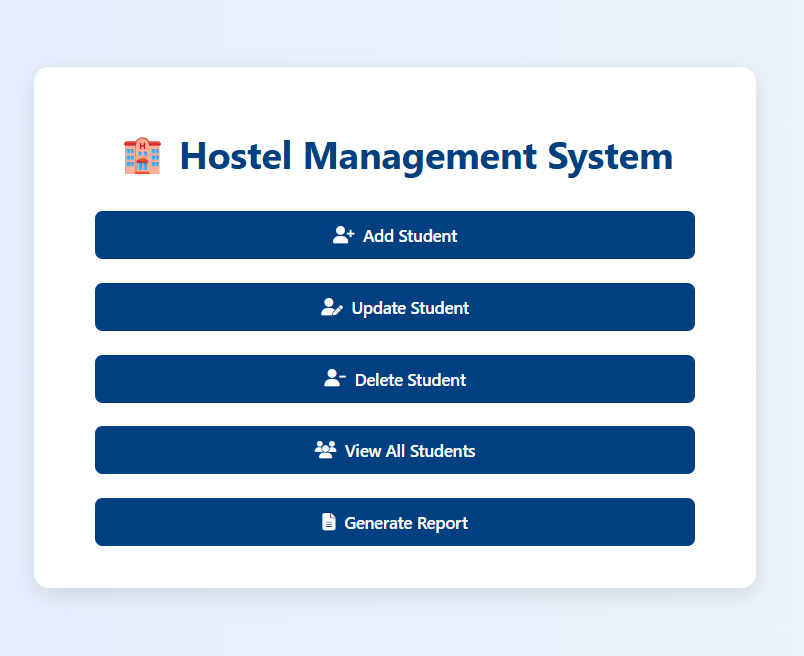 Hostel Management System
Add Student
Update Student
Delete Student
View All Students
Generate Report